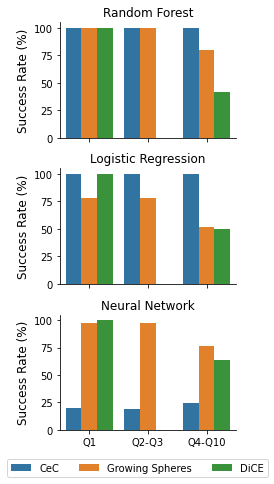 Random Forest
Success Rate (%)
100
75
50
25
0
Logistic Regression
Success Rate (%)
100
75
50
25
0
Neural Network
Success Rate (%)
100
75
50
25
0
Q1 Q2-Q3 Q4-Q10
CeC Growing Spheres DiCE